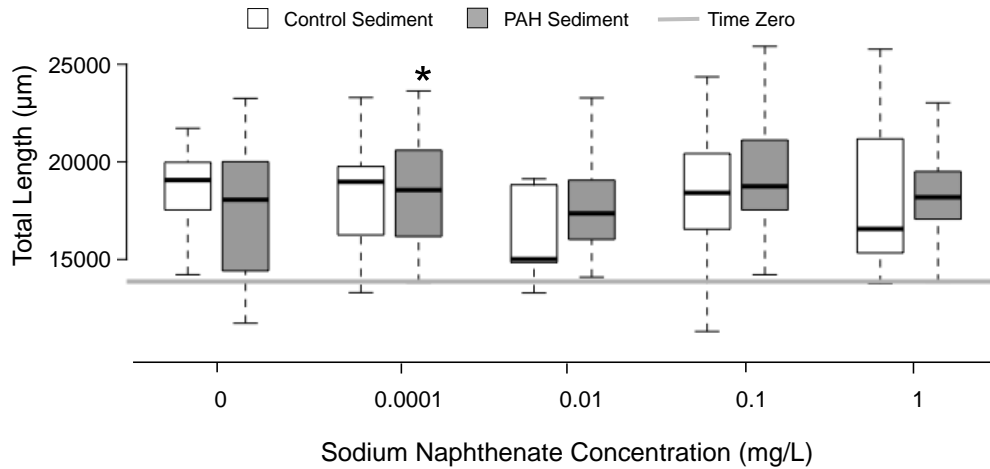 Control Sediment PAH Sediment Time Zero
*
Total Length (µm)
25000
20000
15000
0 0.0001 0.01 0.1 1
Sodium Naphthenate Concentration (mg/L)